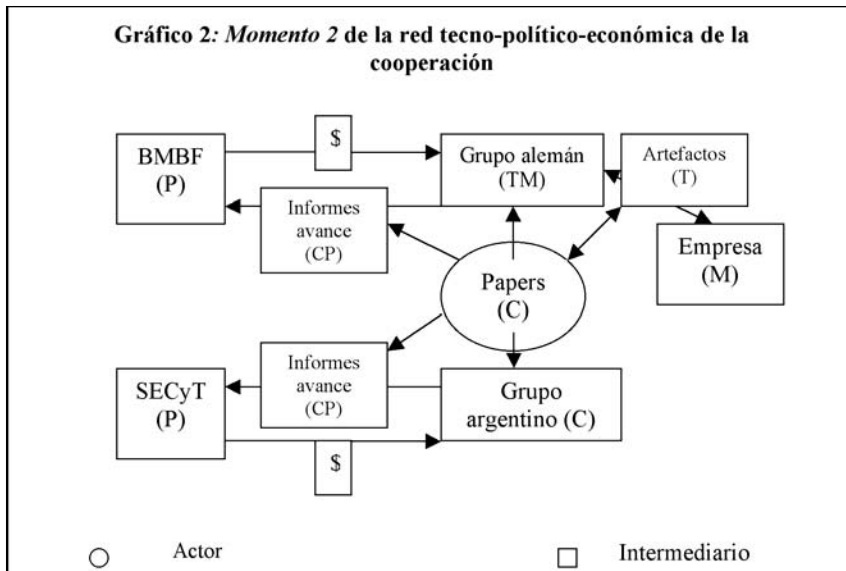 Gráfico 2: Momento 2 de la red tecno-político-económica de la
cooperación
$
BMBF
(P)
Grupo alemán
(TM)
Artefactos
(T)
Informes
avance
(CP)
Empresa
(M)
Papers
(C)
Informes
avance
(CP)
SECyT
(P)
Grupo
argentino (C)
$
Actor
Intermediario